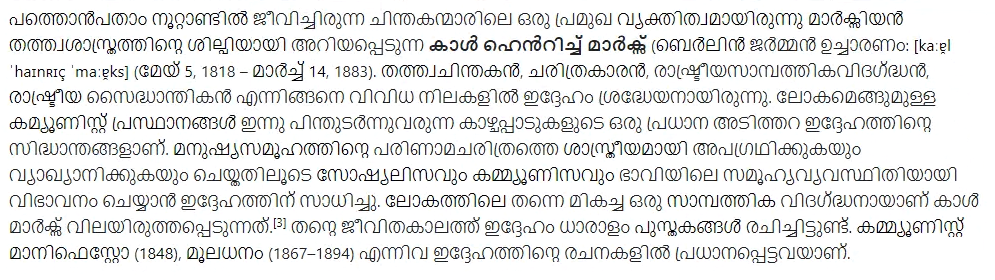 പത്തൊൻപതാം നൂറ്റാണ്ടിൽ ജീവിച്ചിരുന്ന ചിന്തകന്മാരിലെ ഒരു പ്രമുഖ വ്യക്തിത്വമായിരുന്നു മാർക്സിയൻ
തത്ത്വശാസ്ത്രത്തിന്റെ ശില്പിയായി അറിയപ്പെടുന്ന കാൾ ഹെൻറിച്ച് മാർക്സ് (ബെർലിൻ ജർമ്മൻ ഉച്ചാരണം: [kaːɐ̯l
ˈhaɪnʀɪç ˈmaːɐ̯ks] (മേയ് 5, 1818 – മാർച്ച് 14, 1883). തത്ത്വചിന്തകൻ, ചരിത്രകാരൻ, രാഷ്ട്രീയസാമ്പത്തികവിദഗ്ദ്ധൻ,
രാഷ്ട്രീയ സൈദ്ധാന്തികൻ എന്നിങ്ങനെ വിവിധ നിലകളിൽ ഇദ്ദേഹം ശ്രദ്ധേയനായിരുന്നു. ലോകമെങ്ങുമുള്ള
കമ്യൂണിസ്റ്റ് പ്രസ്ഥാനങ്ങൾ ഇന്നു പിന്തുടർന്നുവരുന്ന കാഴ്ചപ്പാടുകളുടെ ഒരു പ്രധാന അടിത്തറ ഇദ്ദേഹത്തിന്റെ
സിദ്ധാന്തങ്ങളാണ്. മനുഷ്യസമൂഹത്തിന്റെ പരിണാമചരിത്രത്തെ ശാസ്ത്രീയമായി അപഗ്രഥിക്കുകയും
വ്യാഖ്യാനിക്കുകയും ചെയ്തതിലൂടെ സോഷ്യലിസവും കമ്മ്യൂണിസവും ഭാവിയിലെ സമൂഹ്യവ്യവസ്ഥിതിയായി
വിഭാവനം ചെയ്യാൻ ഇദ്ദേഹത്തിന് സാധിച്ചു. ലോകത്തിലെ തന്നെ മികച്ച ഒരു സാമ്പത്തിക വിദഗ്ദ്ധനായാണ് കാൾ
മാർക്സ് വിലയിരുത്തപ്പെടുന്നത്.[3] തന്റെ ജീവിതകാലത്ത് ഇദ്ദേഹം ധാരാളം പുസ്തകങ്ങൾ രചിച്ചിട്ടുണ്ട്. കമ്മ്യൂണിസ്റ്റ്
മാനിഫെസ്റ്റോ (1848), മൂലധനം (1867–1894) എന്നിവ ഇദ്ദേഹത്തിന്റെ രചനകളിൽ പ്രധാനപ്പെട്ടവയാണ്.